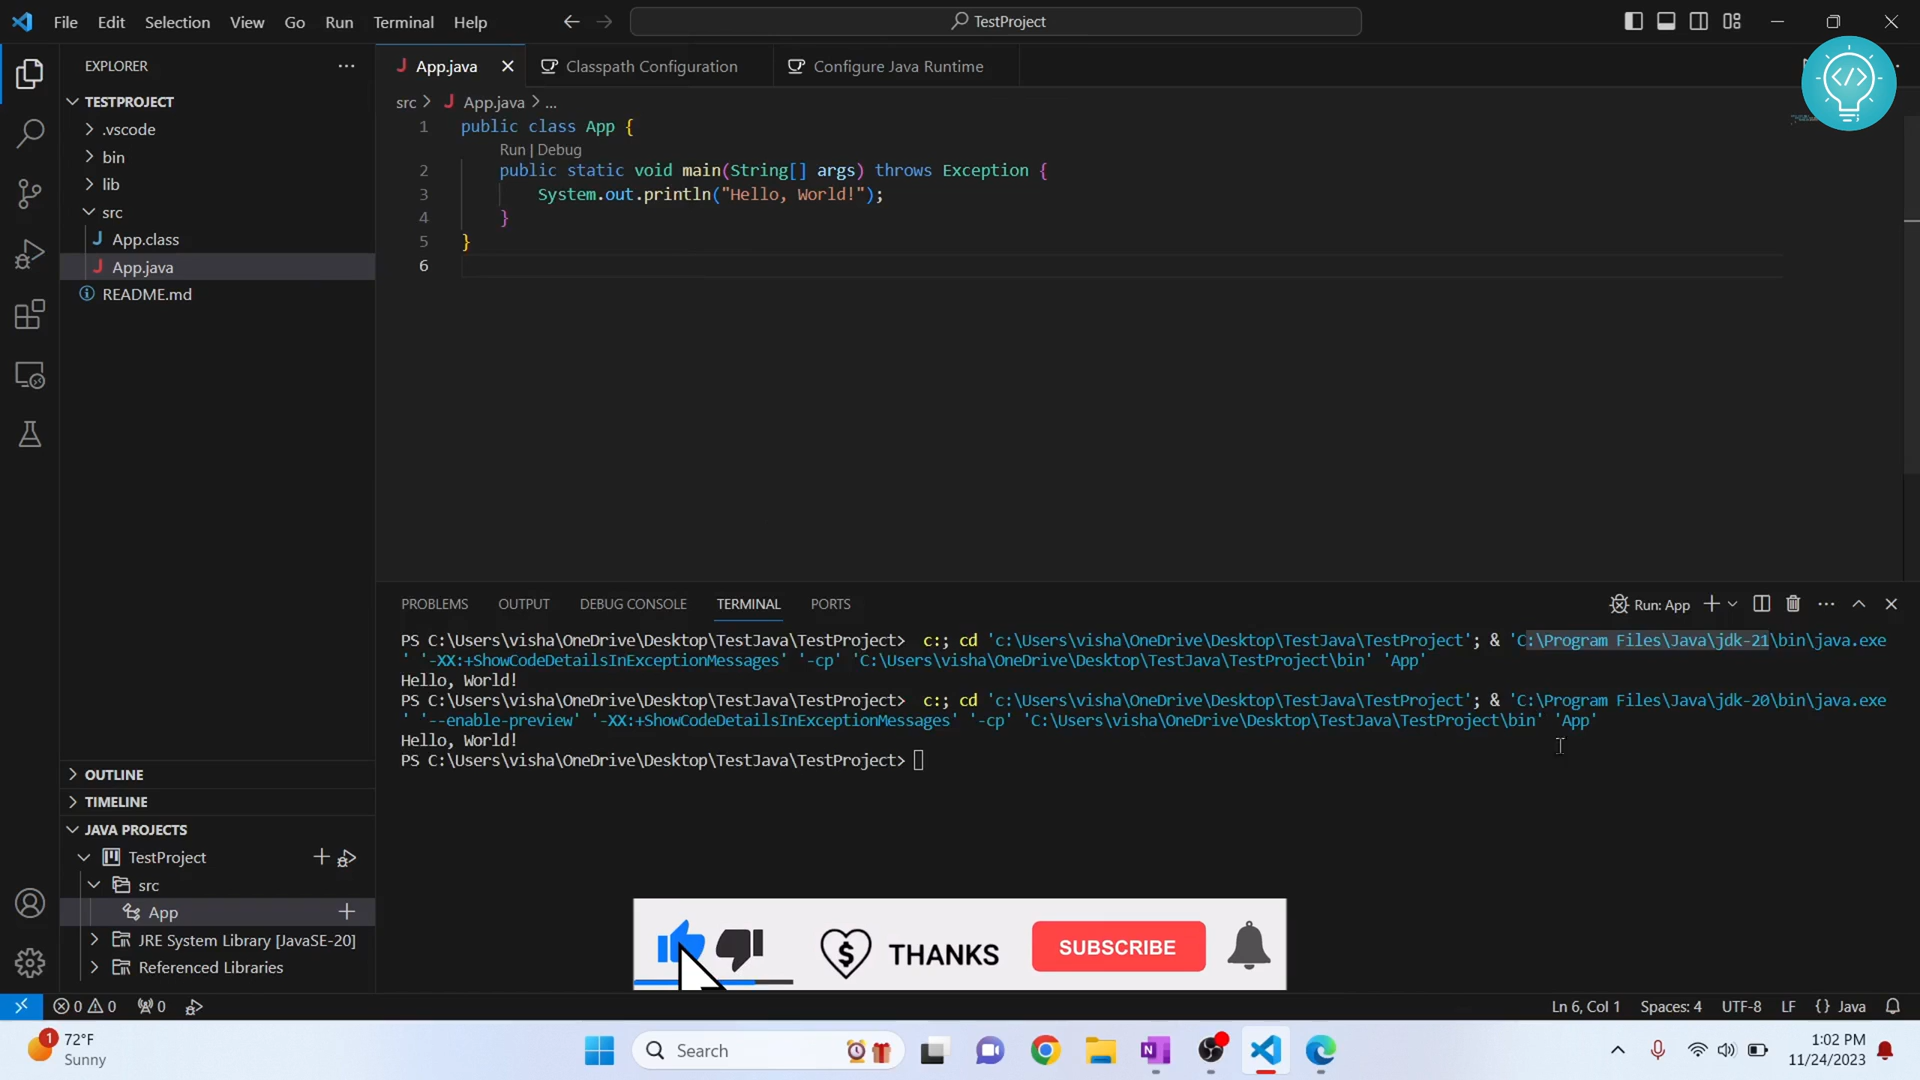 File Edit Selection View Go Run Terminal Help
TestProject
EXPLORER
TESTPROJECT
.vscode
bin
lib
src
App.class
App.java
README.md
OUTLINE
TIMELINE
JAVA PROJECTS
TestProject
src
App
JRE System Library [JavaSE-20]
Referenced Libraries
App.java
Classpath Configuration
Configure Java Runtime
src > App.java > ...
1 public class App {
Run | Debug
2 public static void main(String[] args) throws Exception {
3 System.out.println("Hello, World!");
4 }
5 }
6
PROBLEMS OUTPUT DEBUG CONSOLE TERMINAL PORTS
Run: App
PS C:\Users\visha\OneDrive\Desktop\TestJava\TestProject> c:; cd 'c:\Users\visha\OneDrive\Desktop\TestJava\TestProject'; & 'C:\Program Files\Java\jdk-21\bin\java.exe
' '-XX:+ShowCodeDetailsInExceptionMessages' '-cp' 'C:\Users\visha\OneDrive\Desktop\TestJava\TestProject\bin' 'App'
Hello, World!
PS C:\Users\visha\OneDrive\Desktop\TestJava\TestProject> c:; cd 'c:\Users\visha\OneDrive\Desktop\TestJava\TestProject'; & 'C:\Program Files\Java\jdk-20\bin\java.exe
' '--enable-preview' '-XX:+ShowCodeDetailsInExceptionMessages' '-cp' 'C:\Users\visha\OneDrive\Desktop\TestJava\TestProject\bin' 'App'
Hello, World!
PS C:\Users\visha\OneDrive\Desktop\TestJava\TestProject>
THANKS
SUBSCRIBE
0 0 0
Ln 6, Col 1 Spaces: 4 UTF-8 LF {} Java
1
72°F
Sunny
Search
1:02 PM
11/24/2023